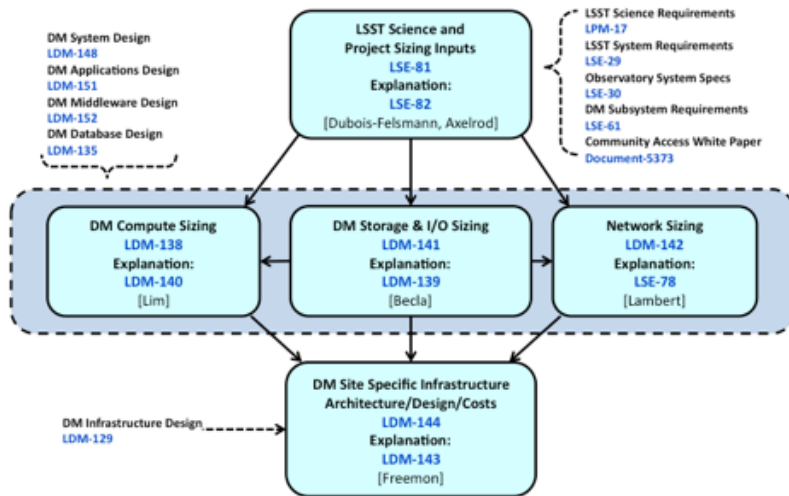 DM System Design
LDM-148
DM Applications Design
LDM-151
DM Middleware Design
LDM-152
DM Database Design
LDM-135
LSST Science and
Project Sizing Inputs
LSE-81
Explanation:
LSE-82
[Dubois-Felsmann, Axelrod]
LSST Science Requirements
LPM-17
LSST System Requirements
LSE-29
Observatory System Specs
LSE-30
DM Subsystem Requirements
LSE-61
Community Access White Paper
Document-5373
DM Compute Sizing
LDM-138
Explanation:
LDM-140
[Lim]
DM Storage & I/O Sizing
LDM-141
Explanation:
LDM-139
[Becla]
Network Sizing
LDM-142
Explanation:
LSE-78
[Lambert]
DM Infrastructure Design
LDM-129
DM Site Specific Infrastructure
Architecture/Design/Costs
LDM-144
Explanation:
LDM-143
[Freemon]